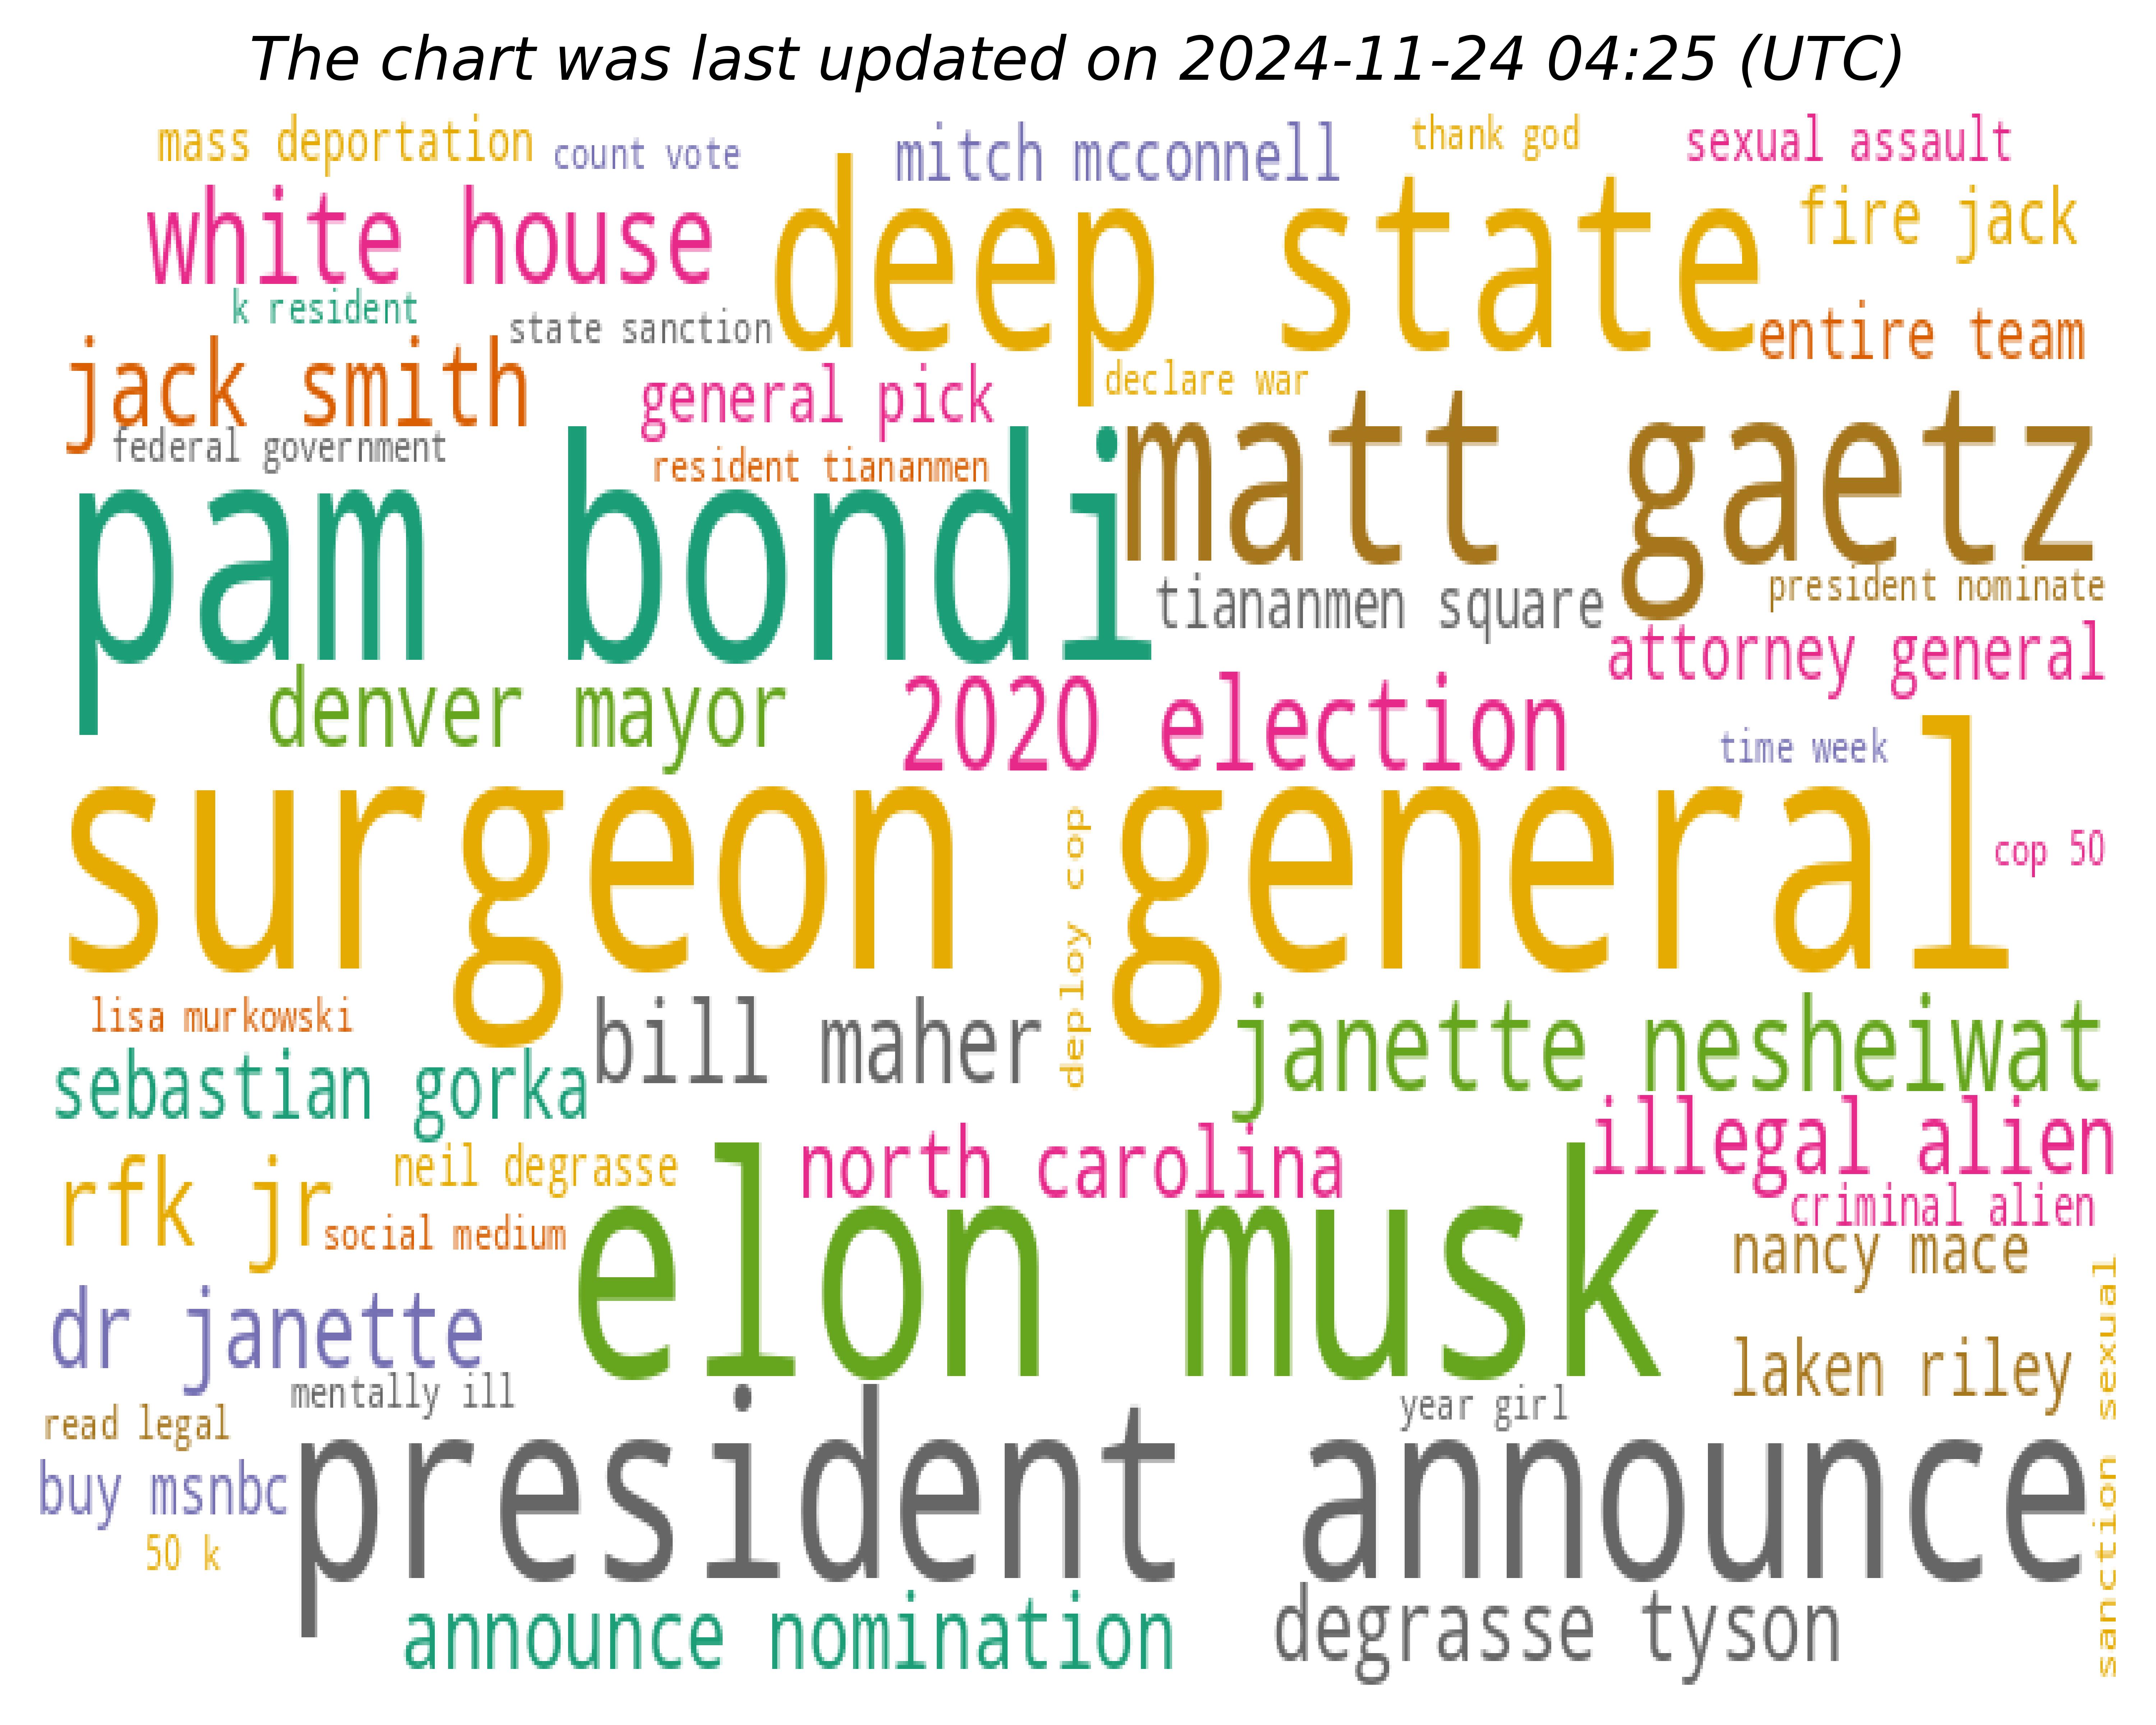 The chart was last updated on 2024-11-24 04:25 (UTC)
mass deportation
count vote
mitch mcconnell
thank god
sexual assault
white house
deep state
fire jack
k resident
state sanction
entire team
jack smith
general pick
declare war
federal government
resident tiananmen
matt gaetz
pam bondi
tiananmen square
president nominate
attorney general
denver mayor
2020 election
time week
surgeon general
deploy cop
cop 50
lisa murkowski
bill maher
janette nesheiwat
sebastian gorka
illegal alien
north carolina
rfk jr
neil degrasse
criminal alien
social medium
elon musk
nancy mace
dr janette
laken riley
sanction sexual
mentally ill
year girl
read legal
president announce
buy msnbc
50 k
announce nomination
degrasse tyson